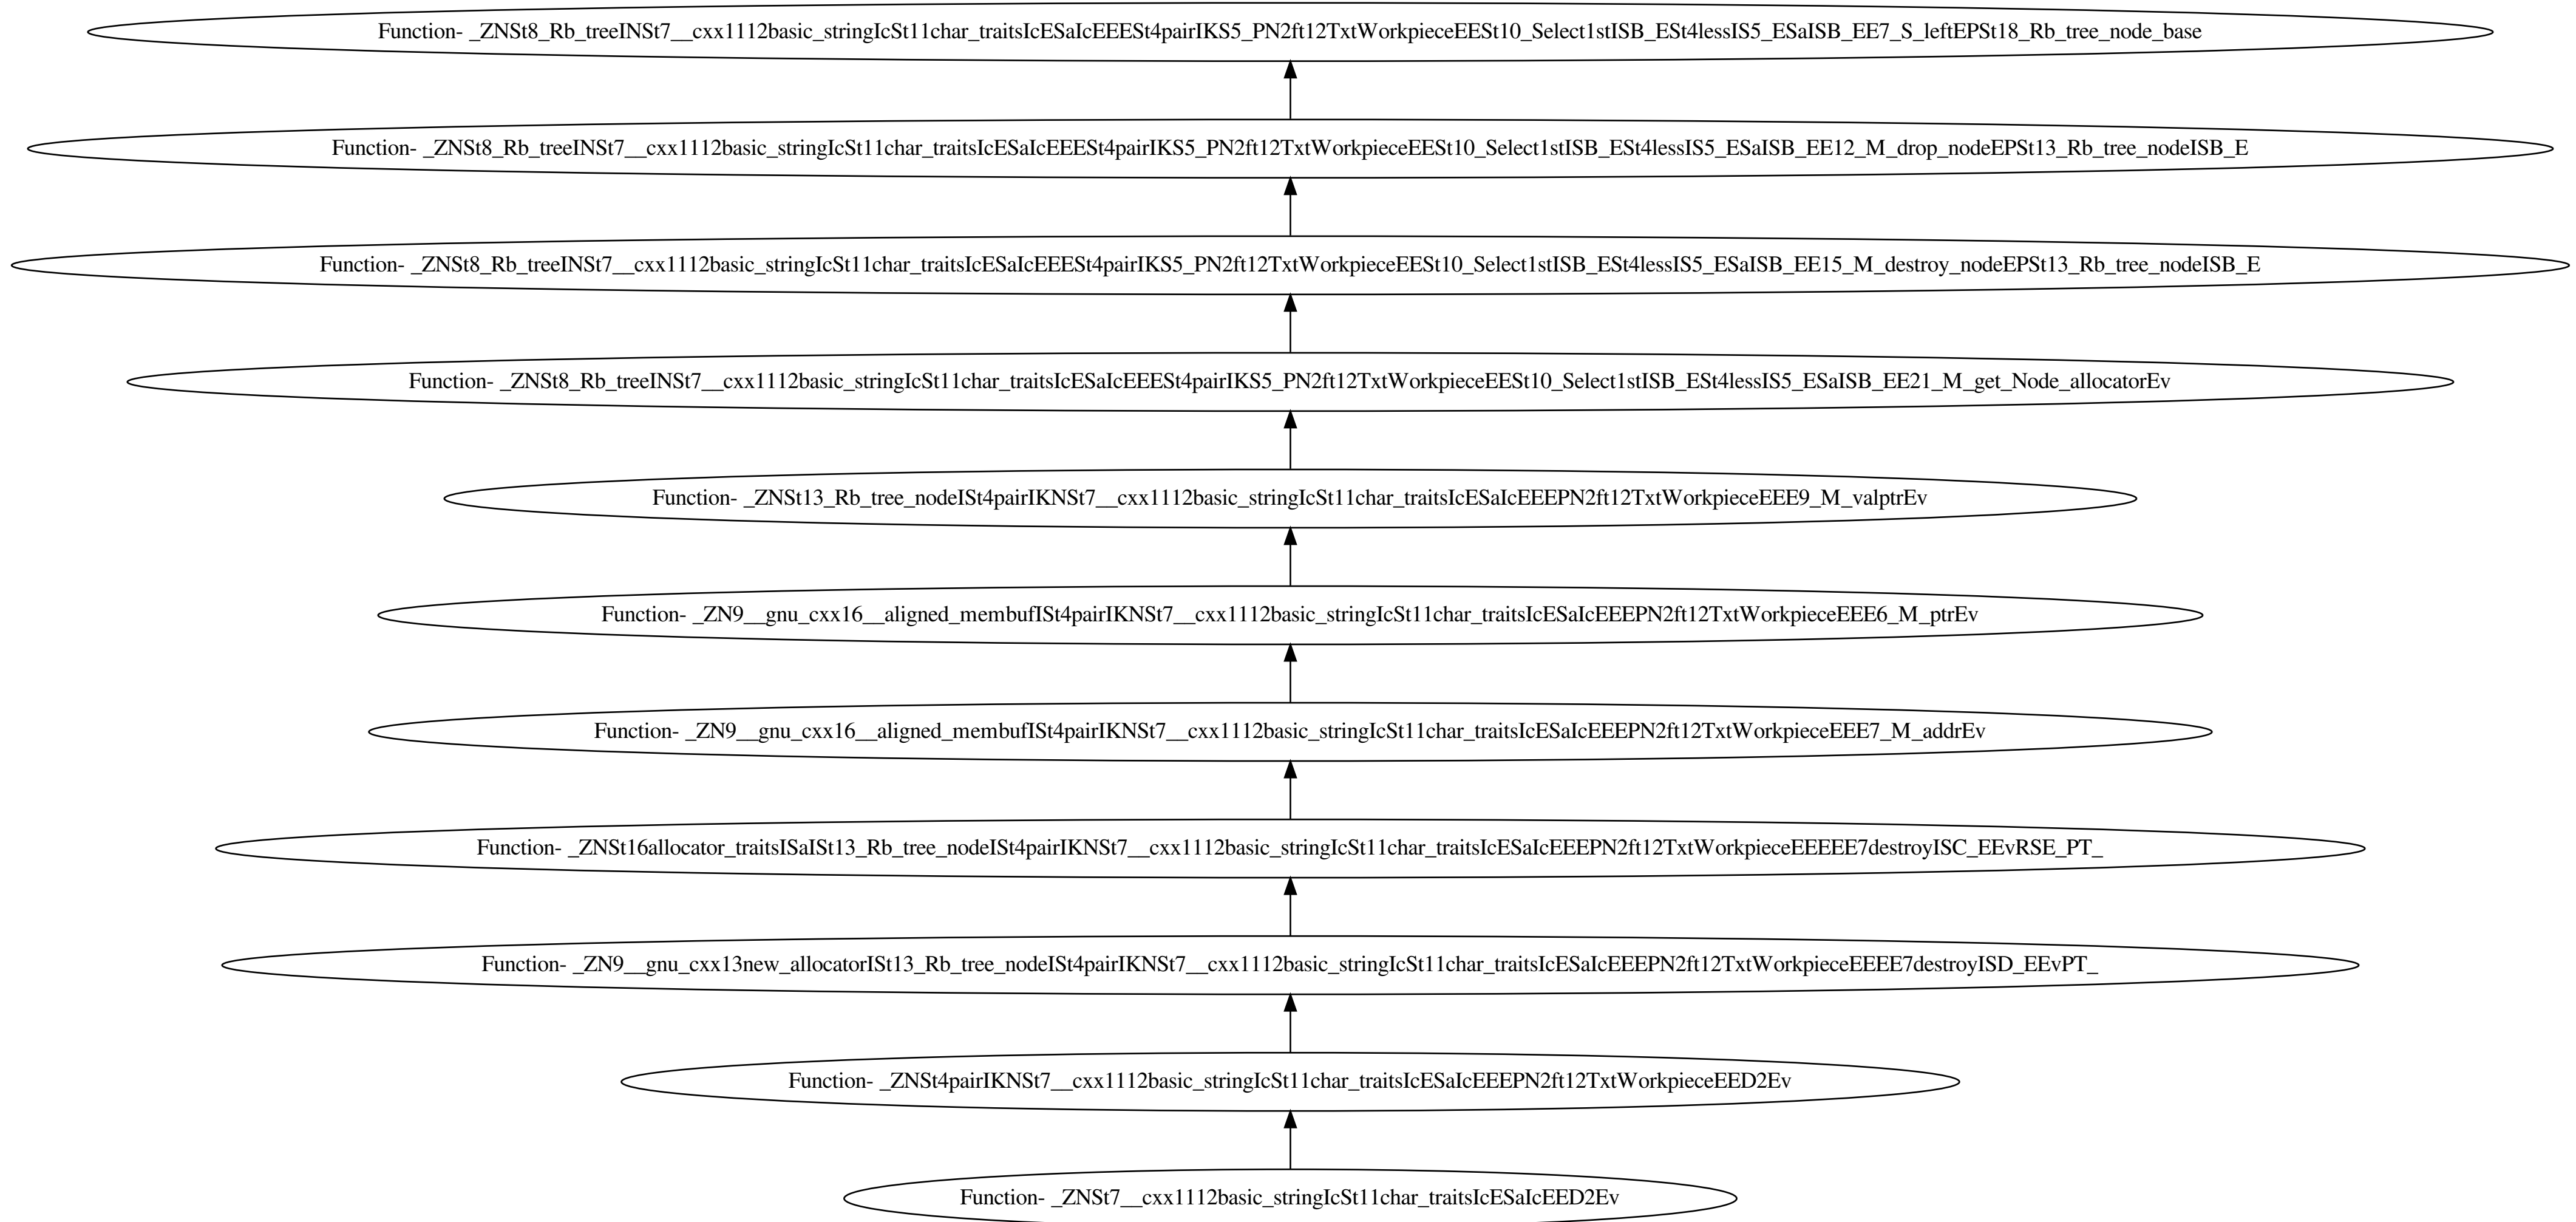 Function- _ZNSt8_Rb_treeINSt7__cxx1112basic_stringIcSt11char_traitsIcESaIcEEESt4pairIKS5_PN2ft12TxtWorkpieceEESt10_Select1stISB_ESt4lessIS5_ESaISB_EE7_S_leftEPSt18_Rb_tree_node_base
Function- _ZNSt8_Rb_treeINSt7__cxx1112basic_stringIcSt11char_traitsIcESaIcEEESt4pairIKS5_PN2ft12TxtWorkpieceEESt10_Select1stISB_ESt4lessIS5_ESaISB_EE12_M_drop_nodeEPSt13_Rb_tree_nodeISB_E
Function- _ZNSt8_Rb_treeINSt7__cxx1112basic_stringIcSt11char_traitsIcESaIcEEESt4pairIKS5_PN2ft12TxtWorkpieceEESt10_Select1stISB_ESt4lessIS5_ESaISB_EE15_M_destroy_nodeEPSt13_Rb_tree_nodeISB_E
Function- _ZNSt8_Rb_treeINSt7__cxx1112basic_stringIcSt11char_traitsIcESaIcEEESt4pairIKS5_PN2ft12TxtWorkpieceEESt10_Select1stISB_ESt4lessIS5_ESaISB_EE21_M_get_Node_allocatorEv
Function- _ZNSt13_Rb_tree_nodeISt4pairIKNSt7__cxx1112basic_stringIcSt11char_traitsIcESaIcEEEPN2ft12TxtWorkpieceEEE9_M_valptrEv
Function- _ZN9__gnu_cxx16__aligned_membufISt4pairIKNSt7__cxx1112basic_stringIcSt11char_traitsIcESaIcEEEPN2ft12TxtWorkpieceEEE6_M_ptrEv
Function- _ZN9__gnu_cxx16__aligned_membufISt4pairIKNSt7__cxx1112basic_stringIcSt11char_traitsIcESaIcEEEPN2ft12TxtWorkpieceEEE7_M_addrEv
Function- _ZNSt16allocator_traitsISaISt13_Rb_tree_nodeISt4pairIKNSt7__cxx1112basic_stringIcSt11char_traitsIcESaIcEEEPN2ft12TxtWorkpieceEEEEE7destroyISC_EEvRSE_PT_
Function- _ZN9__gnu_cxx13new_allocatorISt13_Rb_tree_nodeISt4pairIKNSt7__cxx1112basic_stringIcSt11char_traitsIcESaIcEEEPN2ft12TxtWorkpieceEEEE7destroyISD_EEvPT_
Function- _ZNSt4pairIKNSt7__cxx1112basic_stringIcSt11char_traitsIcESaIcEEEPN2ft12TxtWorkpieceEED2Ev
Function- _ZNSt7__cxx1112basic_stringIcSt11char_traitsIcESaIcEED2Ev